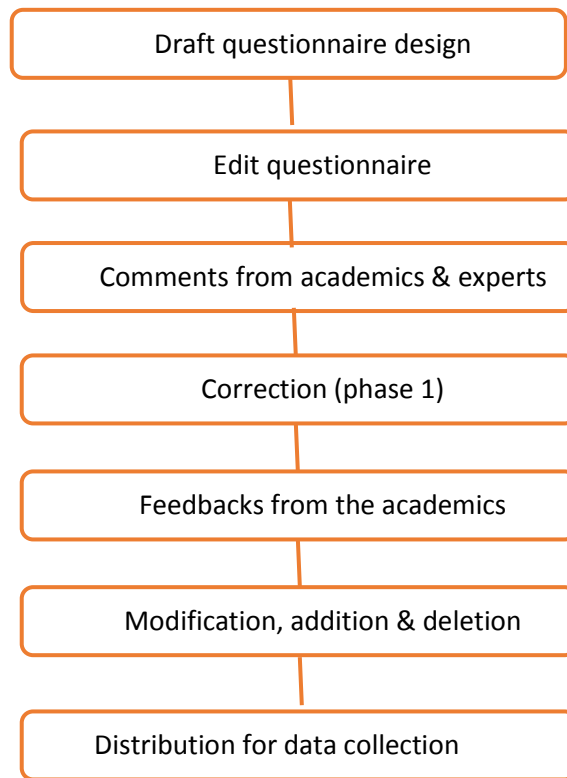 Draft questionnaire design
Edit questionnaire
Comments from academics & experts
Correction (phase 1)
Feedbacks from the academics
Modification, addition & deletion
Distribution for data collection